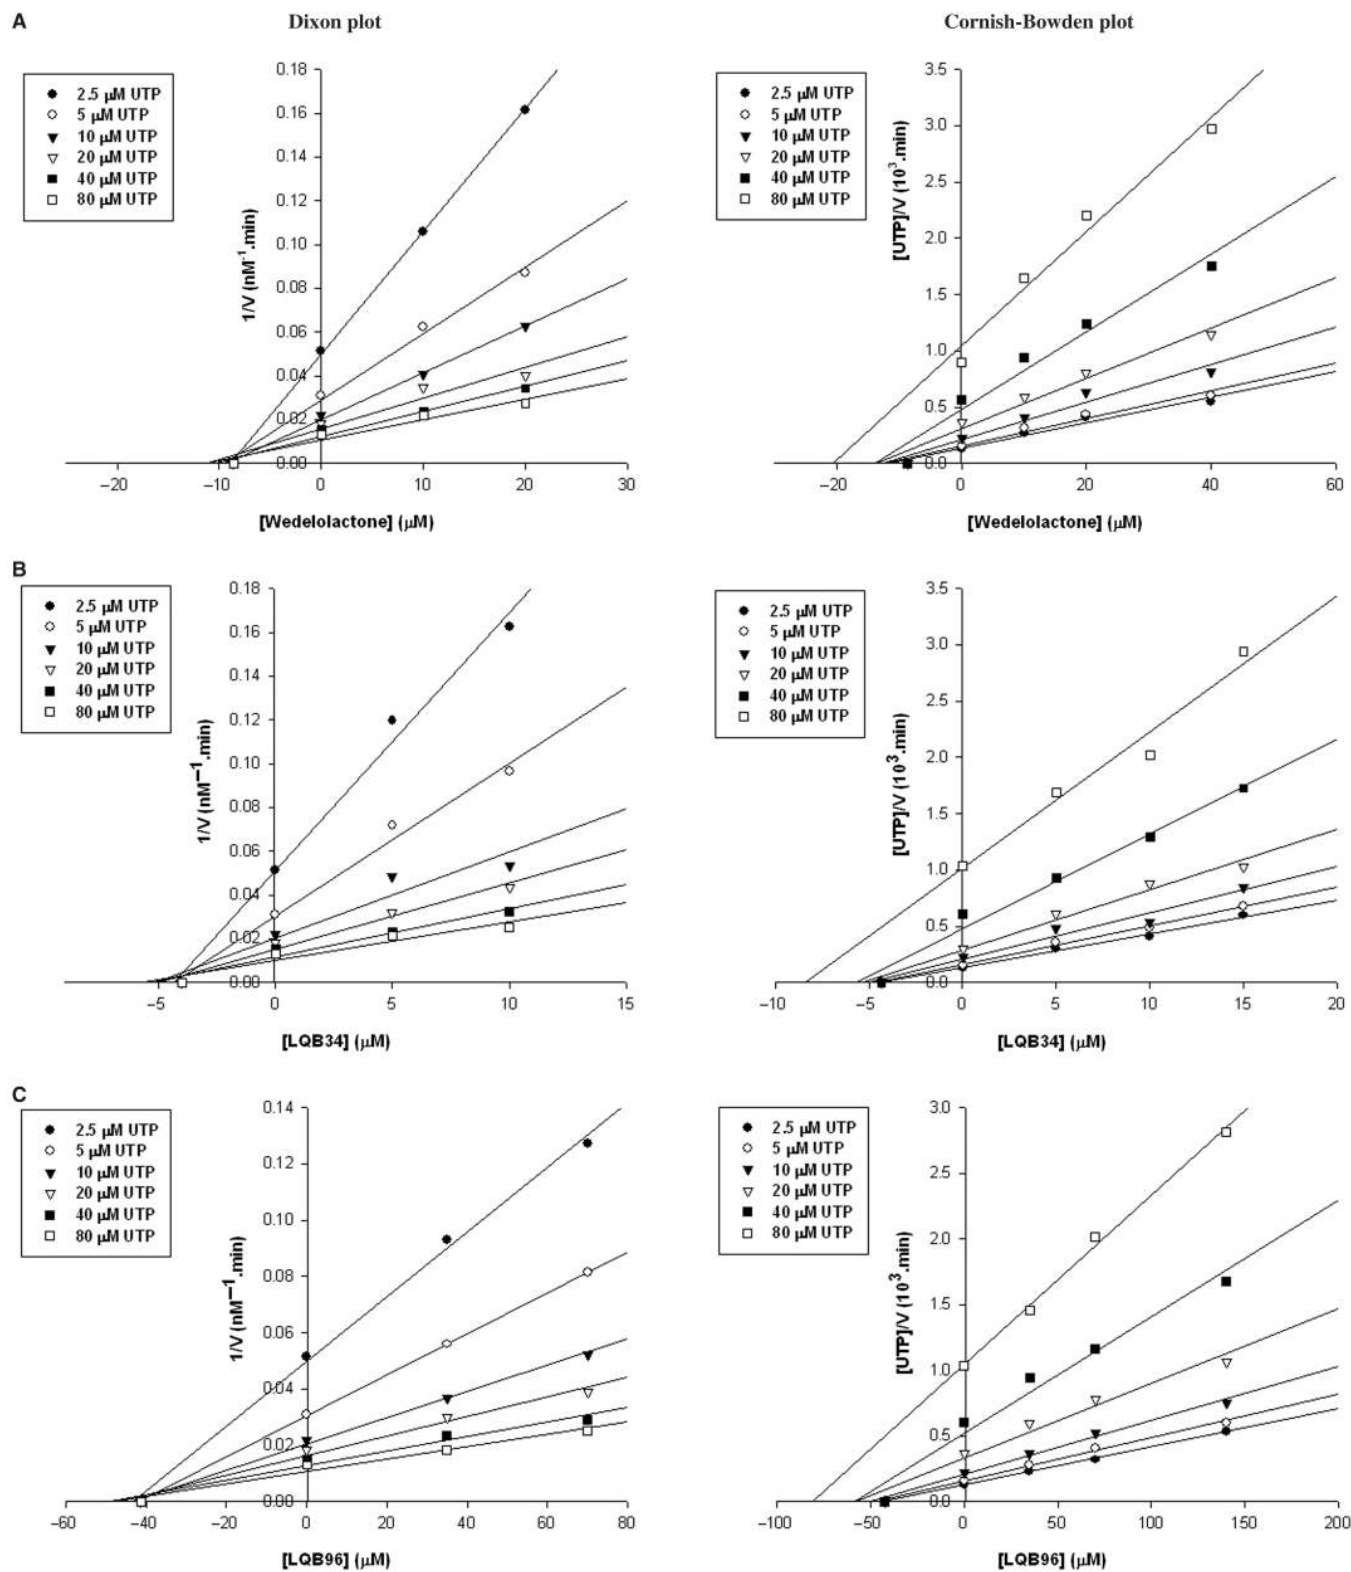 A
Dixon plot
Cornish-Bowden plot
2.5 µM UTP
5 µM UTP
10 µM UTP
20 µM UTP
40 µM UTP
80 µM UTP
1/V (nM⁻¹.min)
0.18
0.16
0.14
0.12
0.10
0.08
0.06
0.04
0.02
0.00
−20
−10
0
10
20
30
[Wedelolactone] (µM)
2.5 µM UTP
5 µM UTP
10 µM UTP
20 µM UTP
40 µM UTP
80 µM UTP
[UTP]/V (10³.min)
3.5
3.0
2.5
2.0
1.5
1.0
0.5
0.0
−20
0
20
40
60
[Wedelolactone] (µM)
B
2.5 µM UTP
5 µM UTP
10 µM UTP
20 µM UTP
40 µM UTP
80 µM UTP
1/V (nM⁻¹.min)
0.18
0.16
0.14
0.12
0.10
0.08
0.06
0.04
0.02
0.00
−5
0
5
10
15
[LQB34] (µM)
2.5 µM UTP
5 µM UTP
10 µM UTP
20 µM UTP
40 µM UTP
80 µM UTP
[UTP]/V (10³.min)
3.5
3.0
2.5
2.0
1.5
1.0
0.5
0.0
−10
−5
0
5
10
15
20
[LQB34] (µM)
C
2.5 µM UTP
5 µM UTP
10 µM UTP
20 µM UTP
40 µM UTP
80 µM UTP
1/V (nM⁻¹.min)
0.14
0.12
0.10
0.08
0.06
0.04
0.02
0.00
−60
−40
−20
0
20
40
60
80
[LQB96] (µM)
2.5 µM UTP
5 µM UTP
10 µM UTP
20 µM UTP
40 µM UTP
80 µM UTP
[UTP]/V (10³.min)
3.0
2.5
2.0
1.5
1.0
0.5
0.0
−100
−50
0
50
100
150
200
[LQB96] (µM)